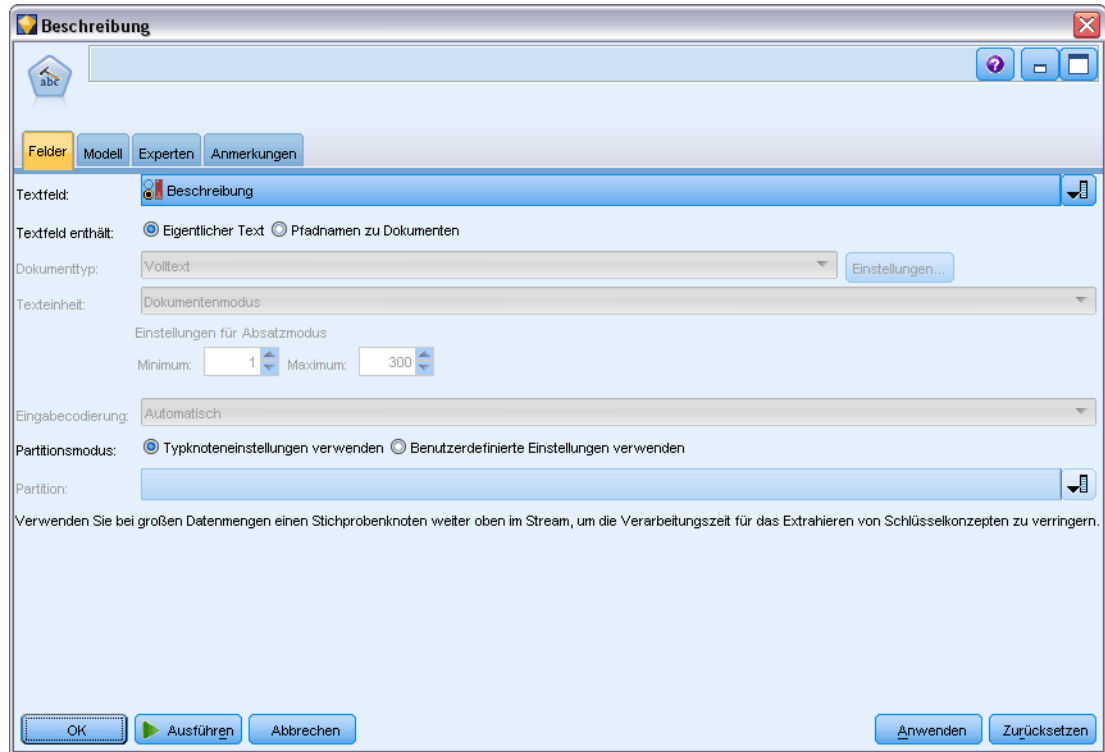 Beschreibung
abc
Felder Modell Experten Anmerkungen
Textfeld: Beschreibung
Textfeld enthält: Eigentlicher Text Pfadnamen zu Dokumenten
Dokumenttyp: Volltext Einstellungen...
Texteinheit: Dokumentenmodus
Einstellungen für Absatzmodus
Minimum: 1 Maximum: 300
Eingabecodierung: Automatisch
Partitionsmodus: Typknoteneinstellungen verwenden Benutzerdefinierte Einstellungen verwenden
Partition:
Verwenden Sie bei großen Datenmengen einen Stichprobenknoten weiter oben im Stream, um die Verarbeitungszeit für das Extrahieren von Schlüsselkonzepten zu verringern.
OK Ausführen Abbrechen Anwenden Zurücksetzen